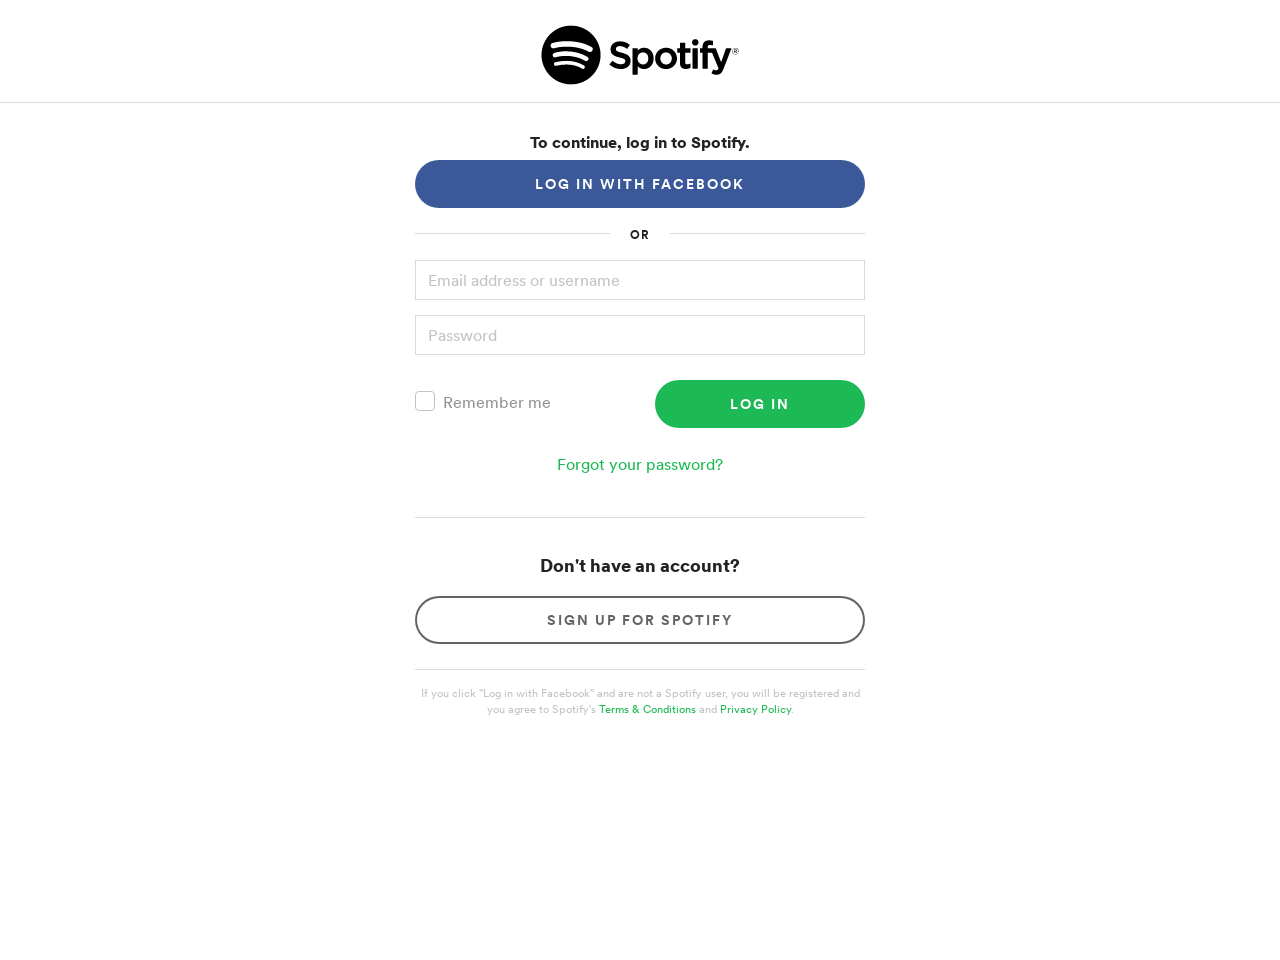 Spotify®
To continue, log in to Spotify.
LOG IN WITH FACEBOOK
OR
Email address or username
Password
Remember me
LOG IN
Forgot your password?
Don't have an account?
SIGN UP FOR SPOTIFY
If you click "Log in with Facebook" and are not a Spotify user, you will be registered and
you agree to Spotify's Terms & Conditions and Privacy Policy.